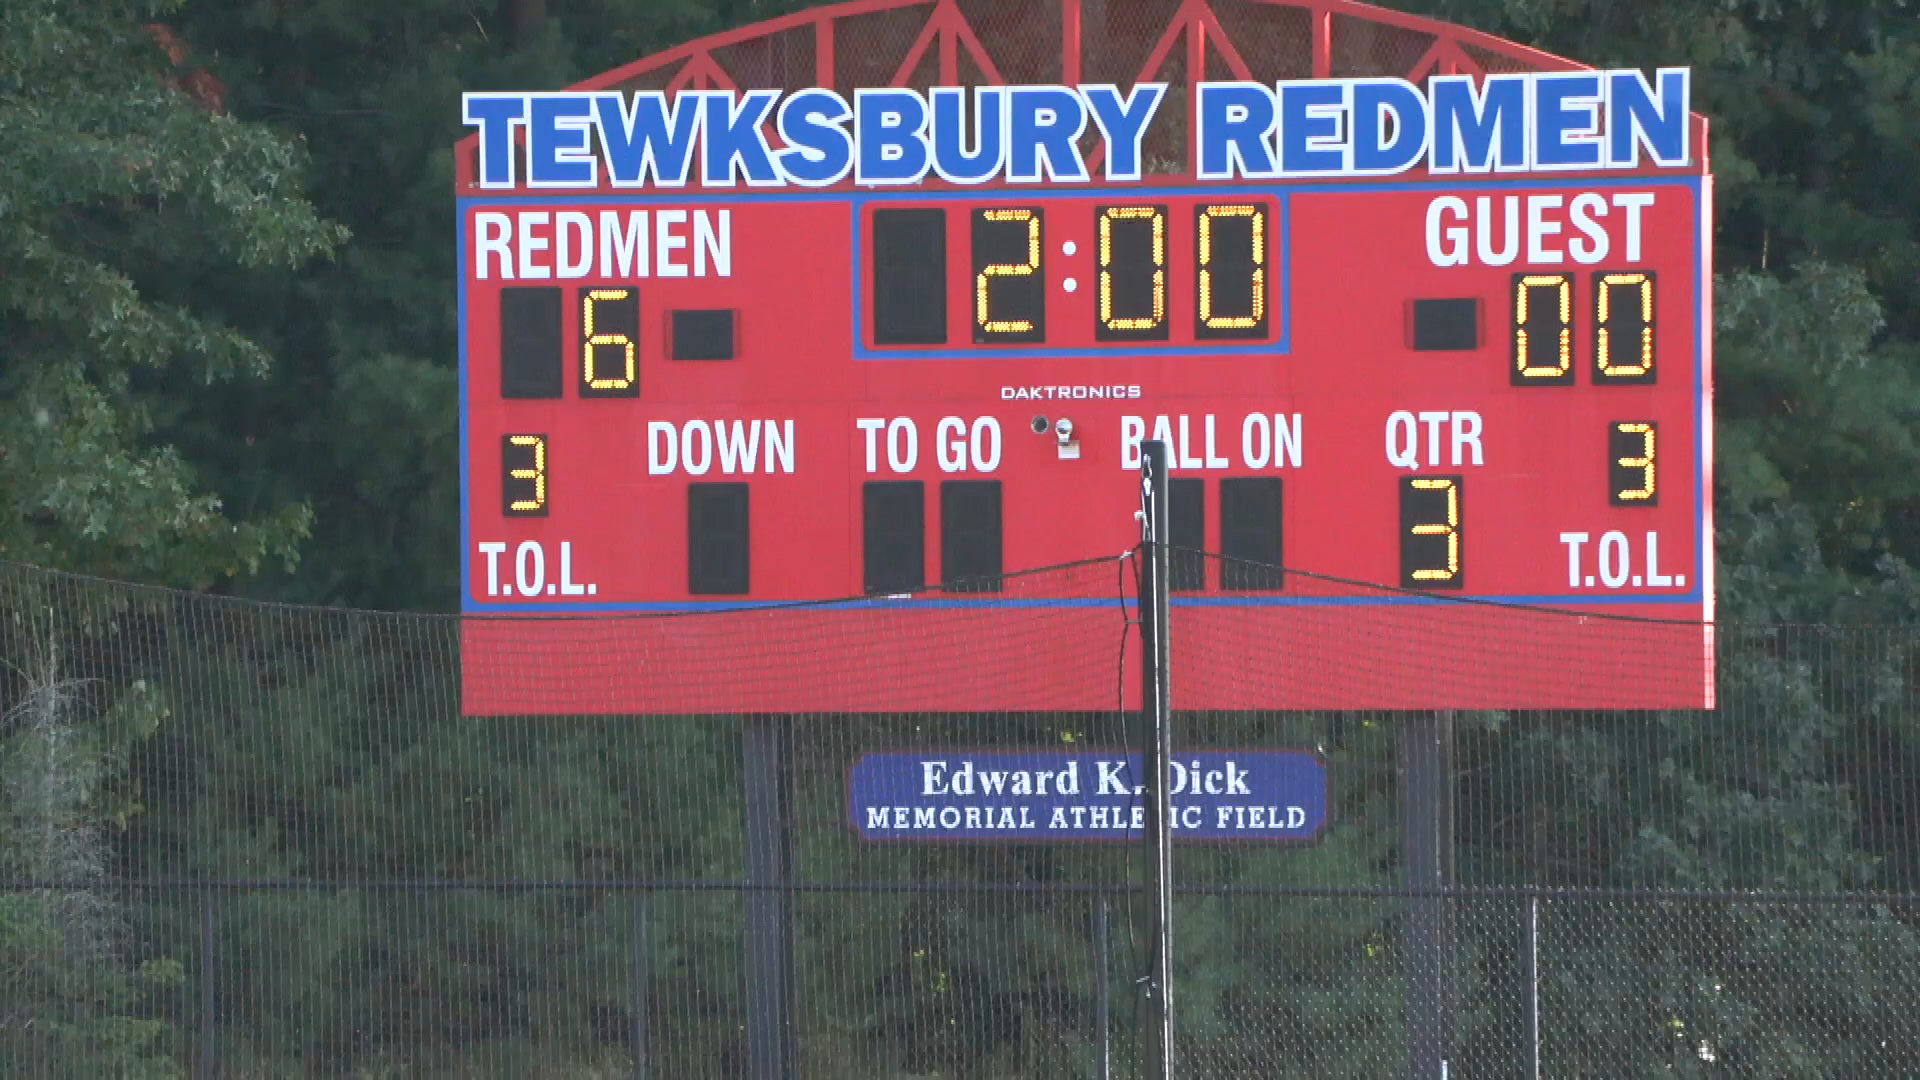 TEWKSBURY REDMEN
REDMEN 2:00 GUEST
6 00
DAKTRONICS
DOWN TO GO BALL ON QTR
3 3 3
T.O.L. T.O.L.
Edward K. Dick
MEMORIAL ATHLETIC FIELD